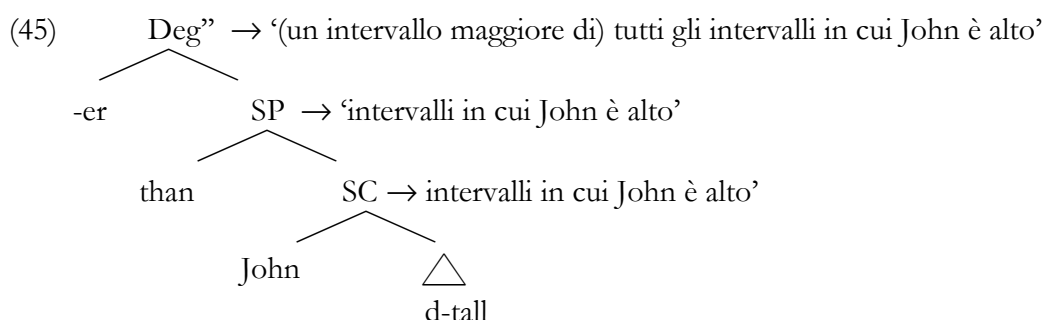 (45) Deg” → ‘(un intervallo maggiore di) tutti gli intervalli in cui John è alto’
-er SP → ‘intervalli in cui John è alto’
than SC → intervalli in cui John è alto’
John
d-tall